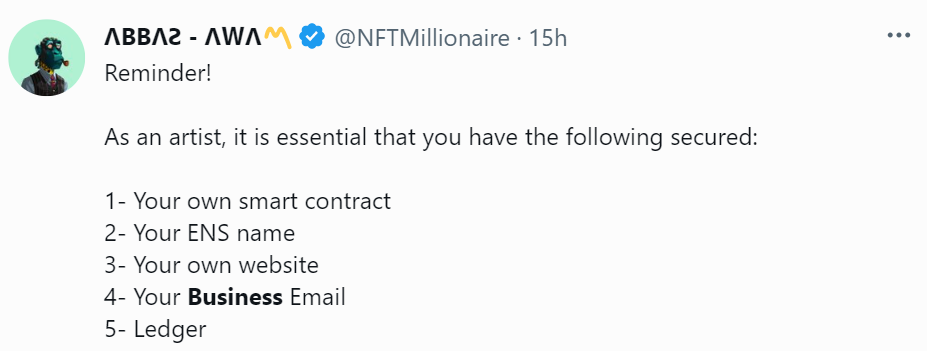 ΛBBΛƧ - ΛWΛ〽️ @NFTMillionaire · 15h
Reminder!
As an artist, it is essential that you have the following secured:
1- Your own smart contract
2- Your ENS name
3- Your own website
4- Your Business Email
5- Ledger